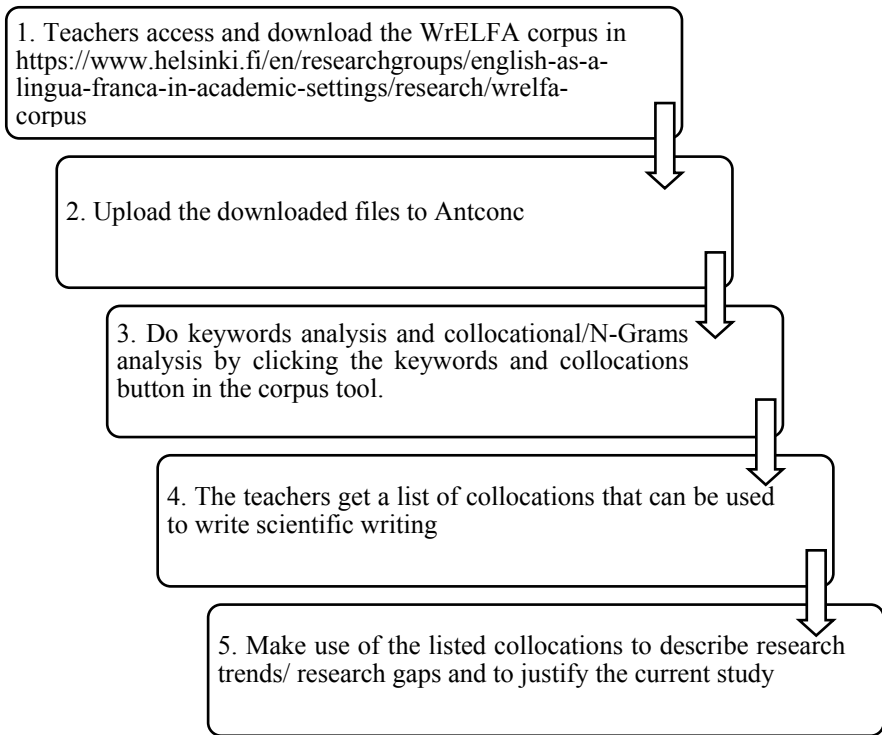 1. Teachers access and download the WrELFA corpus in
https://www.helsinki.fi/en/researchgroups/english-as-a-
lingua-franca-in-academic-settings/research/wrelfa-
corpus
2. Upload the downloaded files to Antconc
3. Do keywords analysis and collocational/N-Grams
analysis by clicking the keywords and collocations
button in the corpus tool.
4. The teachers get a list of collocations that can be used
to write scientific writing
5. Make use of the listed collocations to describe research
trends/ research gaps and to justify the current study